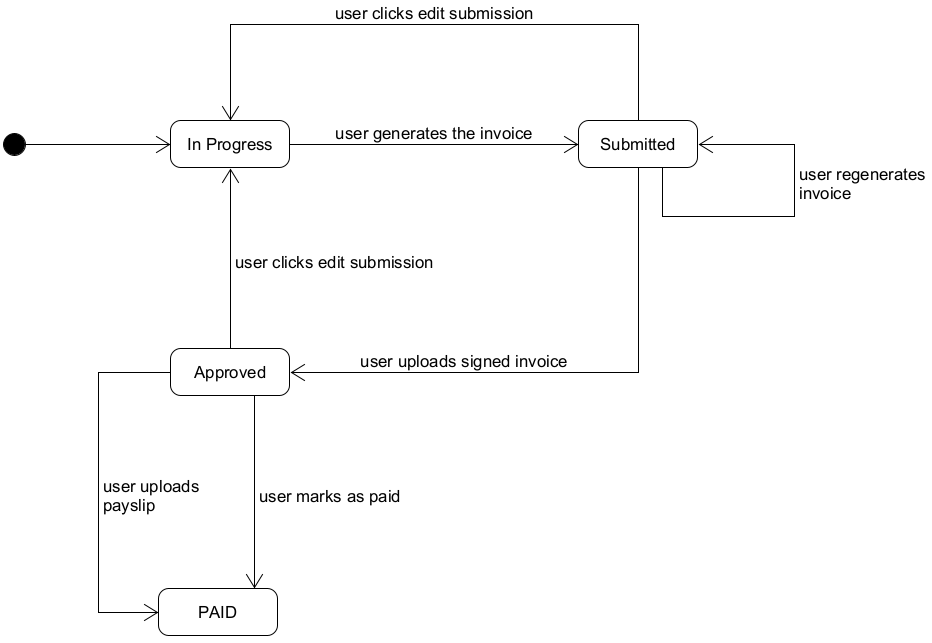 user clicks edit submission
In Progress
user generates the invoice
Submitted
user regenerates
invoice
user clicks edit submission
Approved
user uploads signed invoice
user uploads
payslip
user marks as paid
PAID